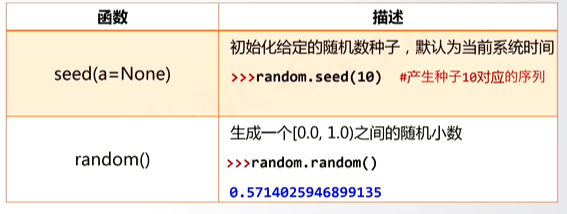 函数 描述
seed(a=None)
初始化给定的随机数种子，默认为当前系统时间
>>>random.seed(10) #产生种子10对应的序列
random()
生成一个[0.0, 1.0)之间的随机小数
>>>random.random()
0.5714025946899135